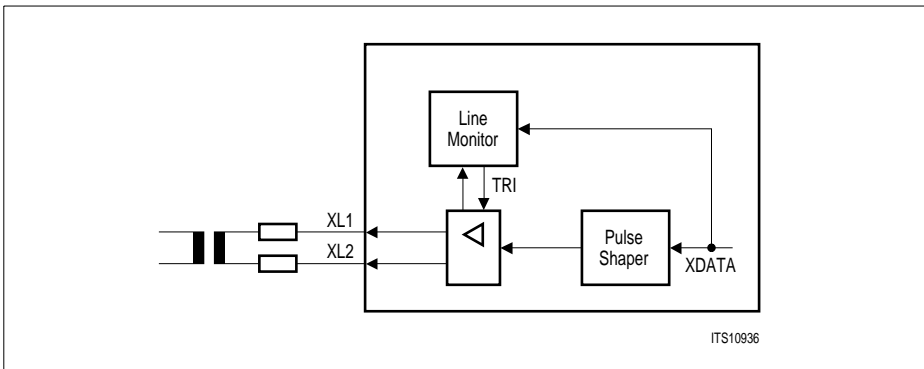 Line
Monitor
TRI
XL1
XL2
Pulse
Shaper
XDATA
ITS10936